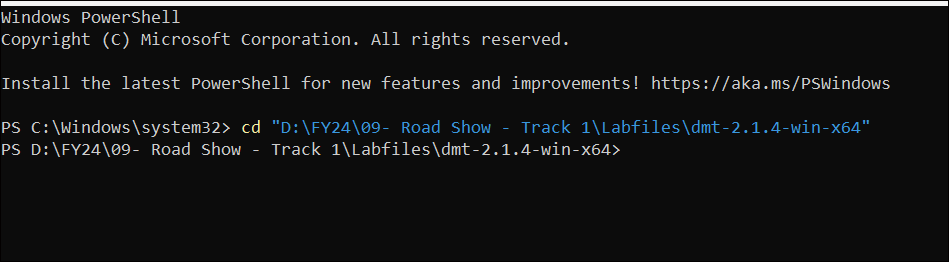 Windows PowerShell
Copyright (C) Microsoft Corporation. All rights reserved.
Install the latest PowerShell for new features and improvements! https://aka.ms/PSWindows
PS C:\Windows\system32> cd "D:\FY24\09- Road Show - Track 1\Labfiles\dmt-2.1.4-win-x64"
PS D:\FY24\09- Road Show - Track 1\Labfiles\dmt-2.1.4-win-x64>